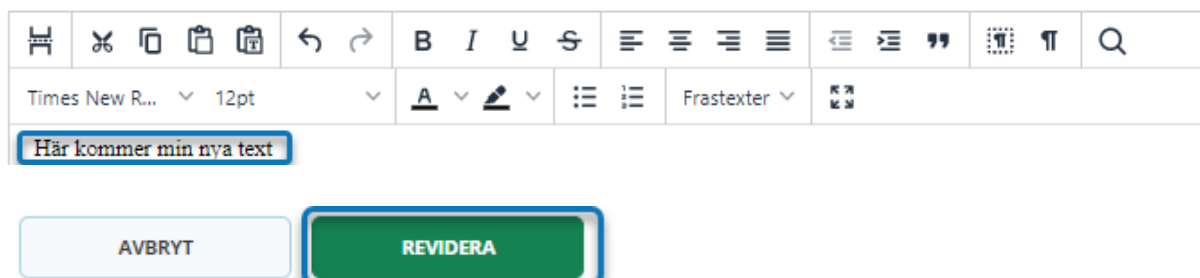 B I U S
Times New R... 12pt A Frastexter
Här kommer min nya text
AVBRYT REVIDERA